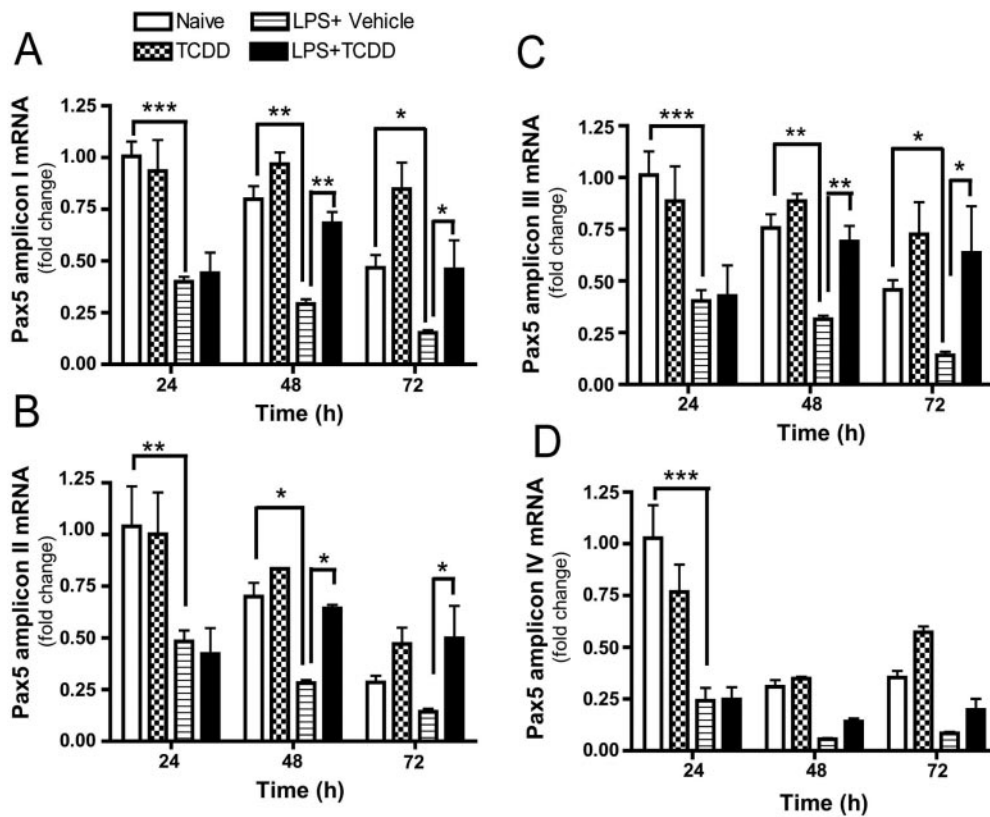 Naive LPS+ Vehicle
TCDD LPS+TCDD
A
Pax5 amplicon I mRNA
(fold change)
1.25
1.00
0.75
0.50
0.25
0.00
*** ** * ** *
24 48 72
Time (h)
B
Pax5 amplicon II mRNA
(fold change)
1.25
1.00
0.75
0.50
0.25
0.00
** * * *
24 48 72
Time (h)
C
Pax5 amplicon III mRNA
(fold change)
1.25
1.00
0.75
0.50
0.25
0.00
*** ** * ** *
24 48 72
Time (h)
D
Pax5 amplicon IV mRNA
(fold change)
1.25
1.00
0.75
0.50
0.25
0.00
***
24 48 72
Time (h)